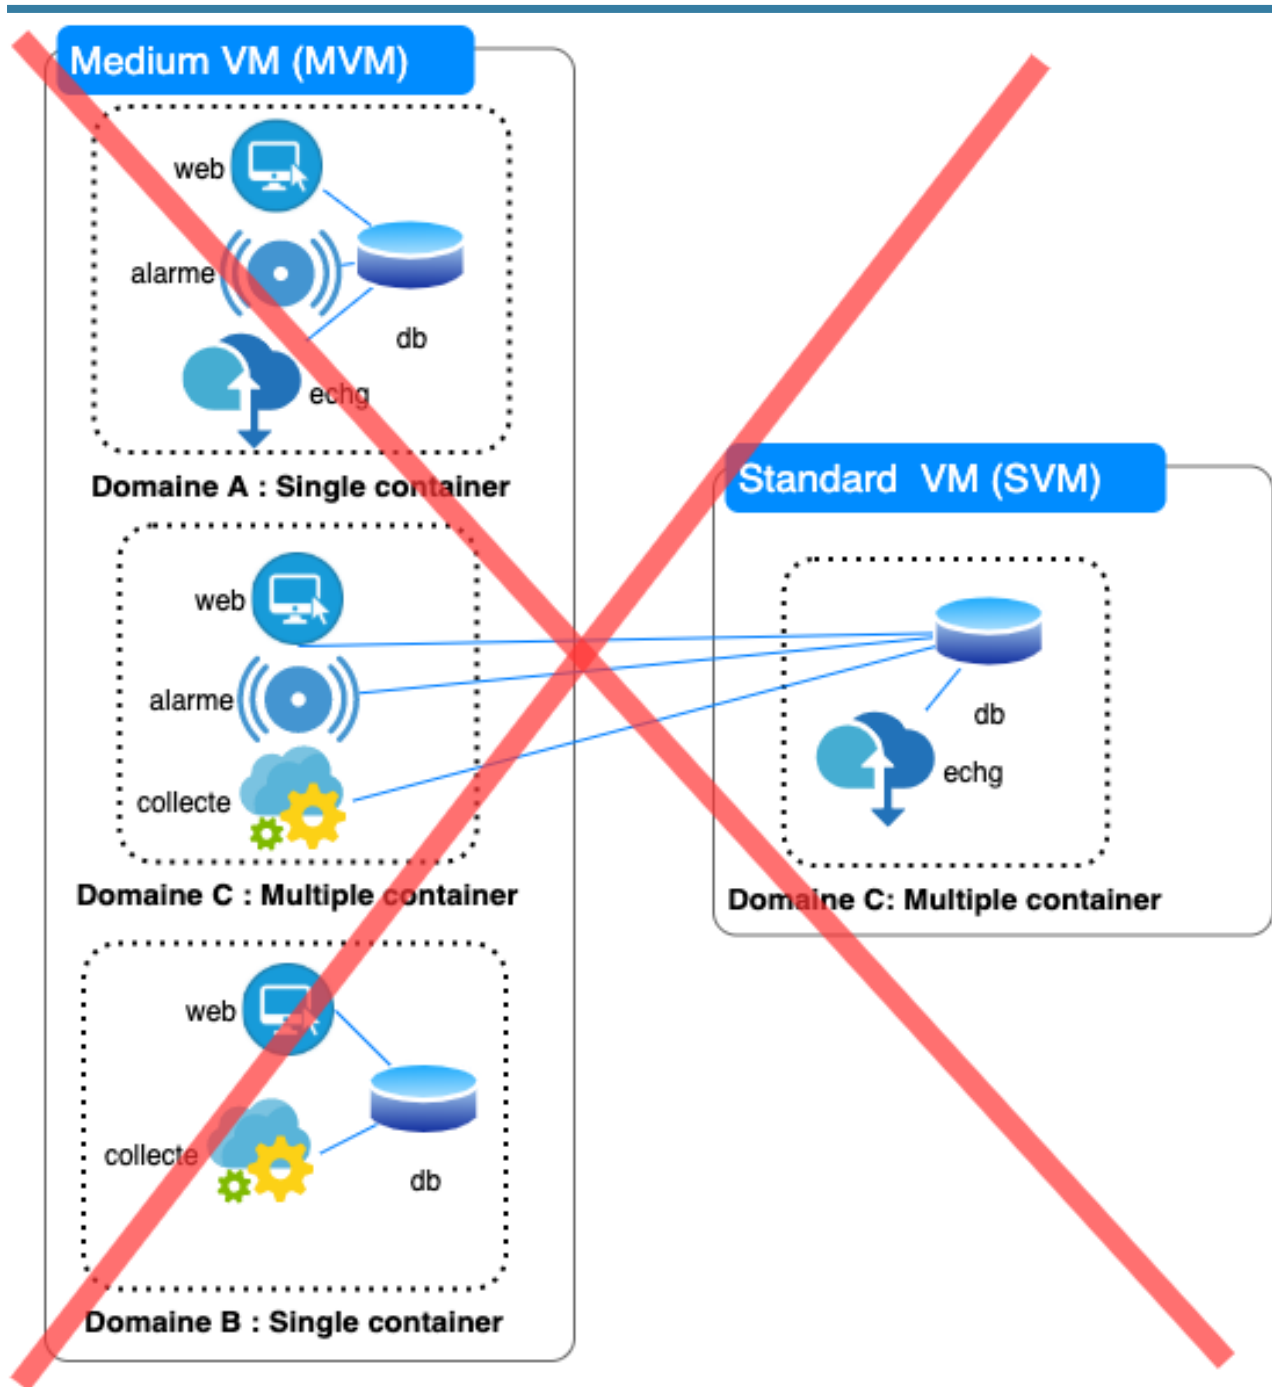 Medium VM (MVM)
web
alarme
db
echg
Domaine A : Single container
web
alarme
collecte
Domaine C : Multiple container
web
collecte
db
Domaine B : Single container
Standard VM (SVM)
db
echg
Domaine C: Multiple container